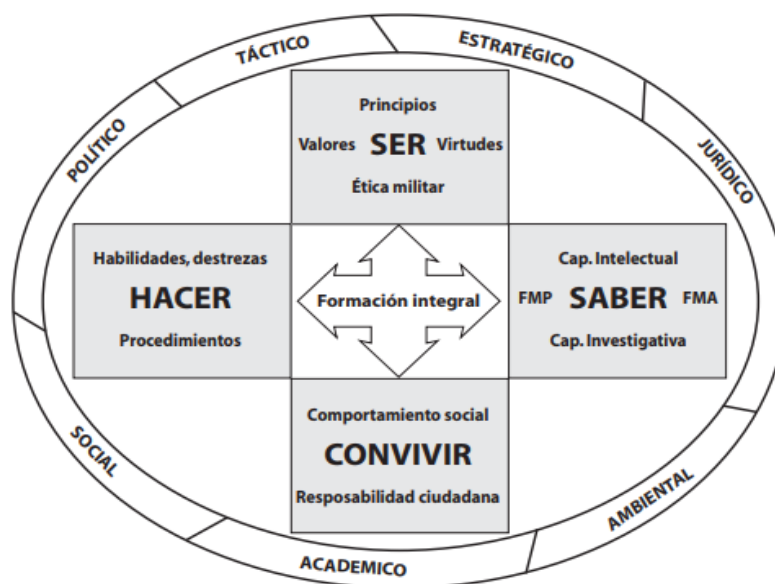 TÁCTICO
ESTRATÉGICO
POLÍTICO
JURÍDICO
Principios
Valores SER Virtudes
Ética militar
Habilidades, destrezas
HACER
Procedimientos
Formación integral
Cap. Intelectual
FMP SABER FMA
Cap. Investigativa
Comportamiento social
CONVIVIR
Resposabilidad ciudadana
SOCIAL
AMBIENTAL
ACADEMICO